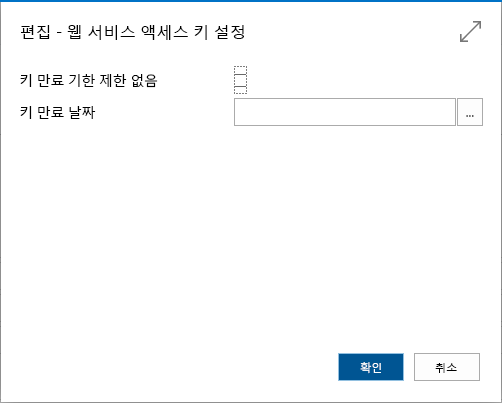 편집 - 웹 서비스 액세스 키 설정
키 만료 기한 제한 없음
키 만료 날짜
...
확인 취소